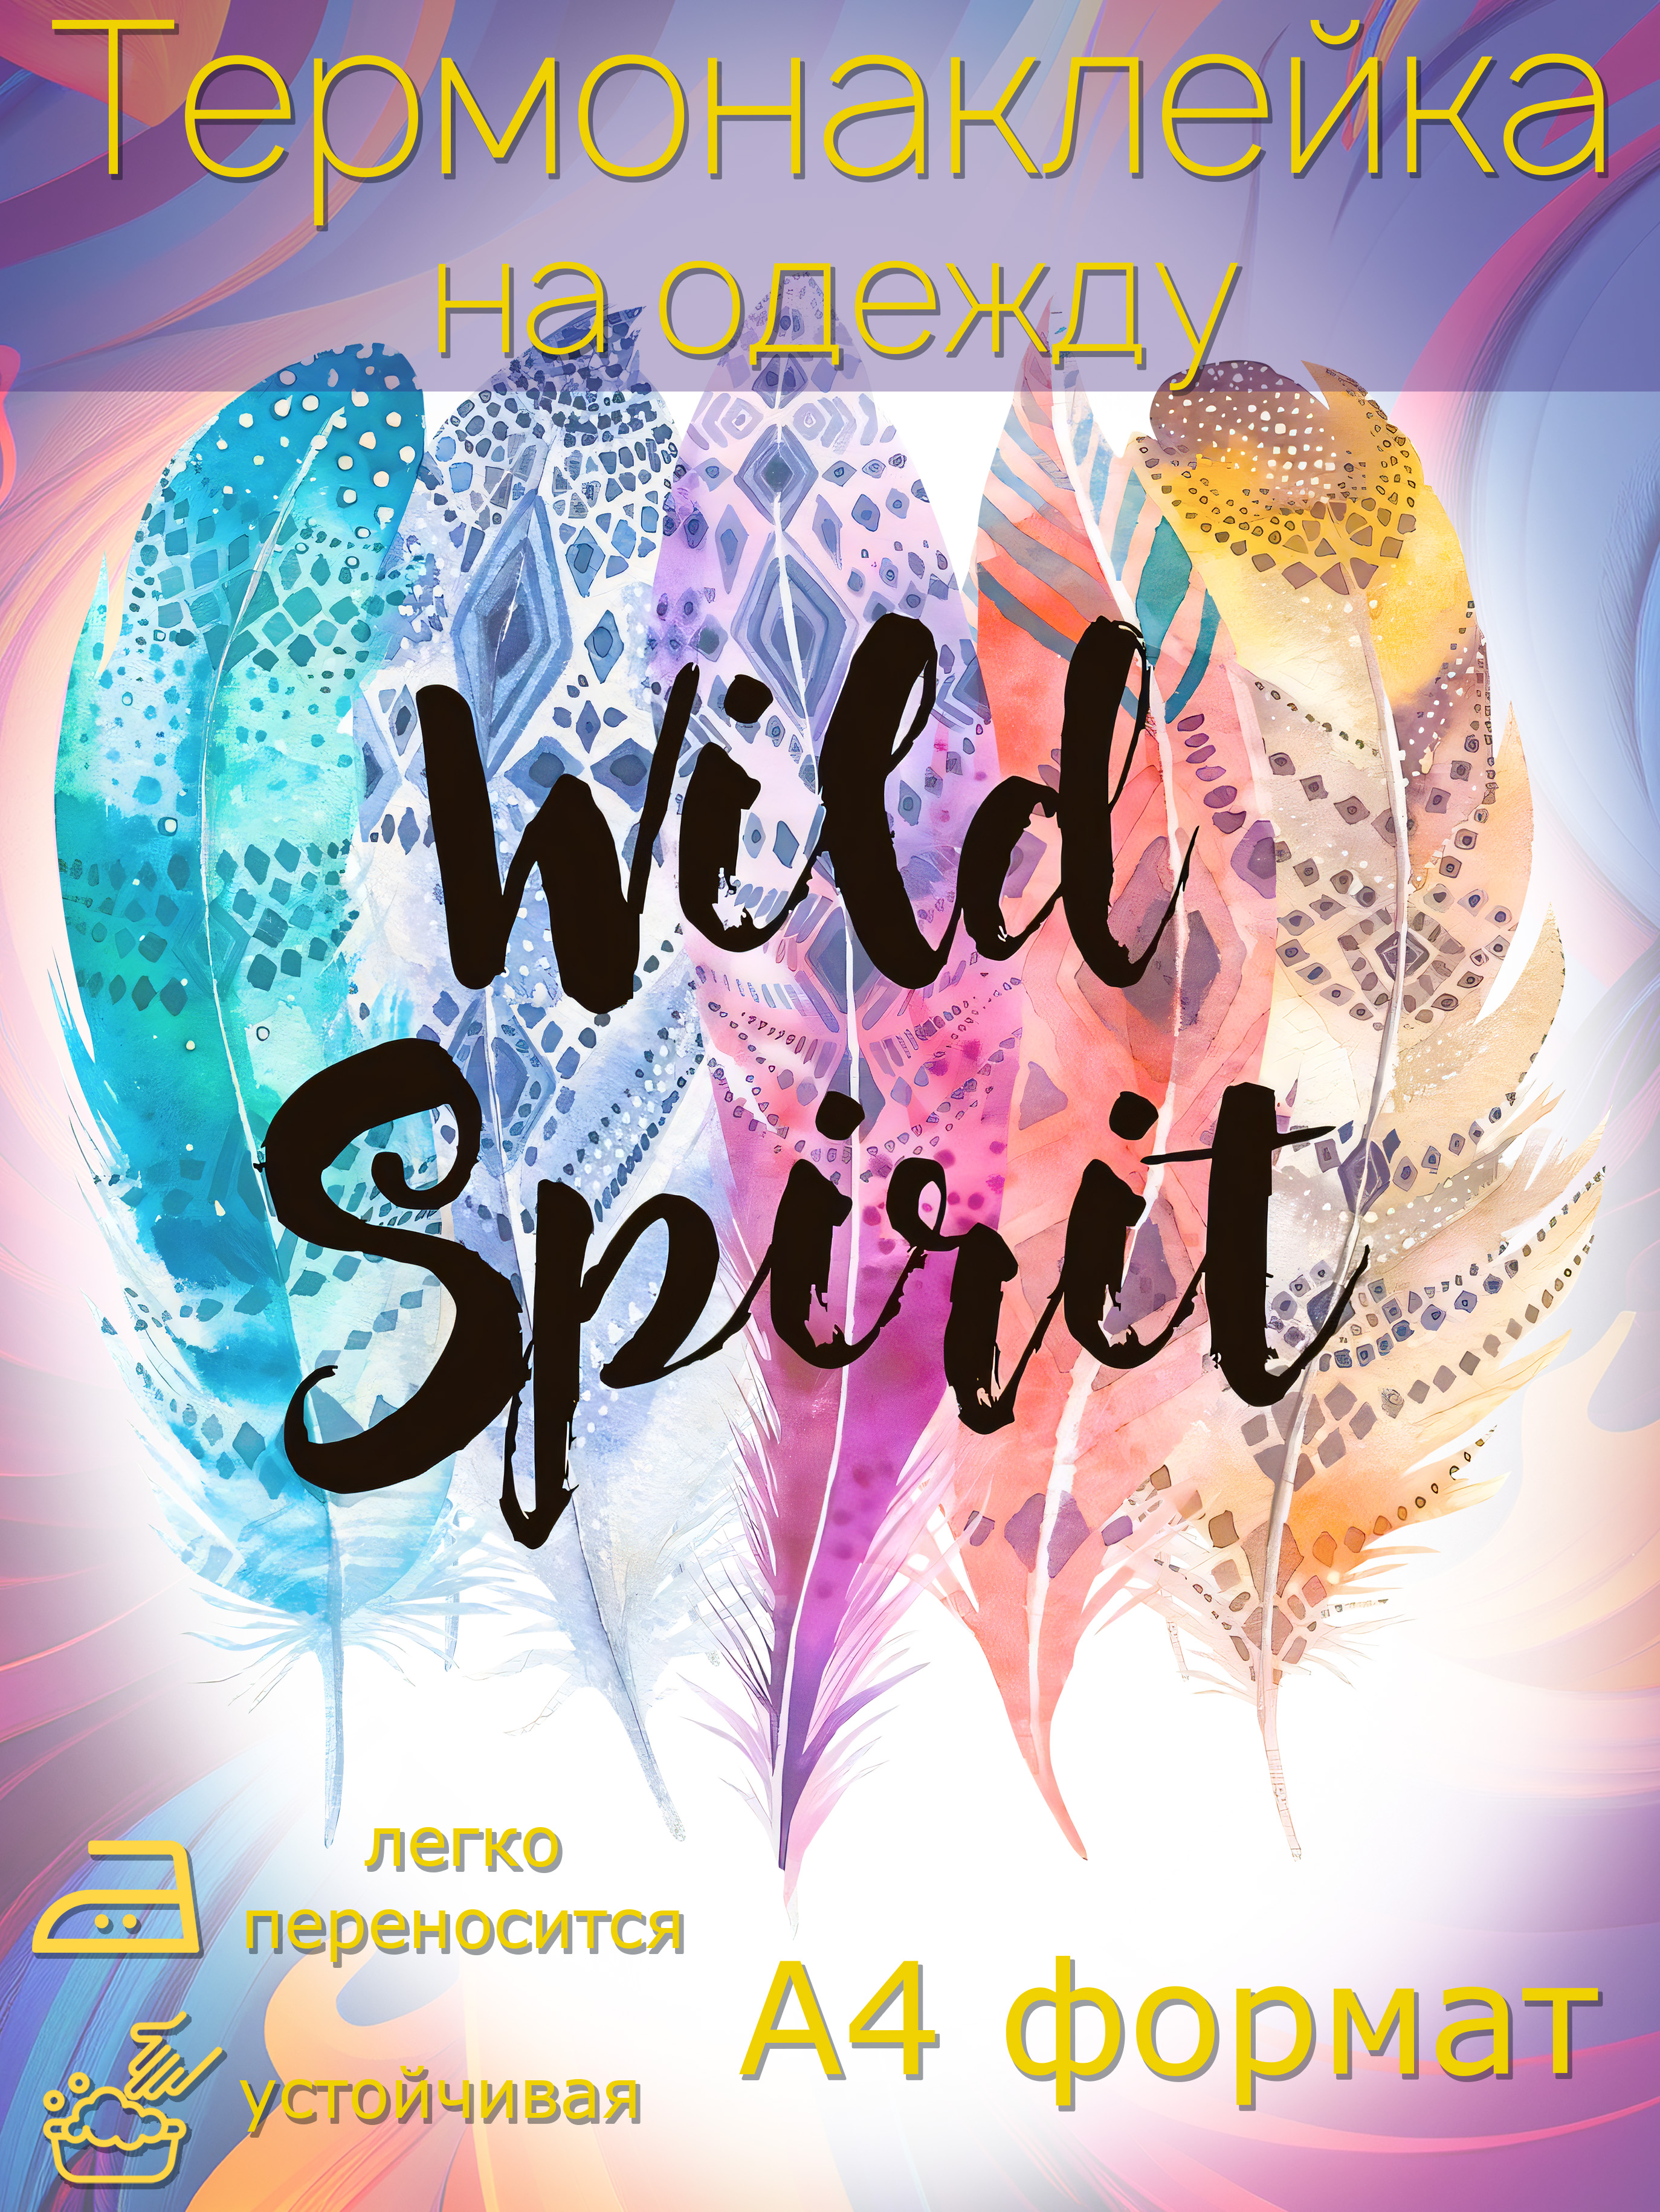 Термонаклейка
на одежду
Wild
Spirit
легко
переносится
А4 формат
устойчивая